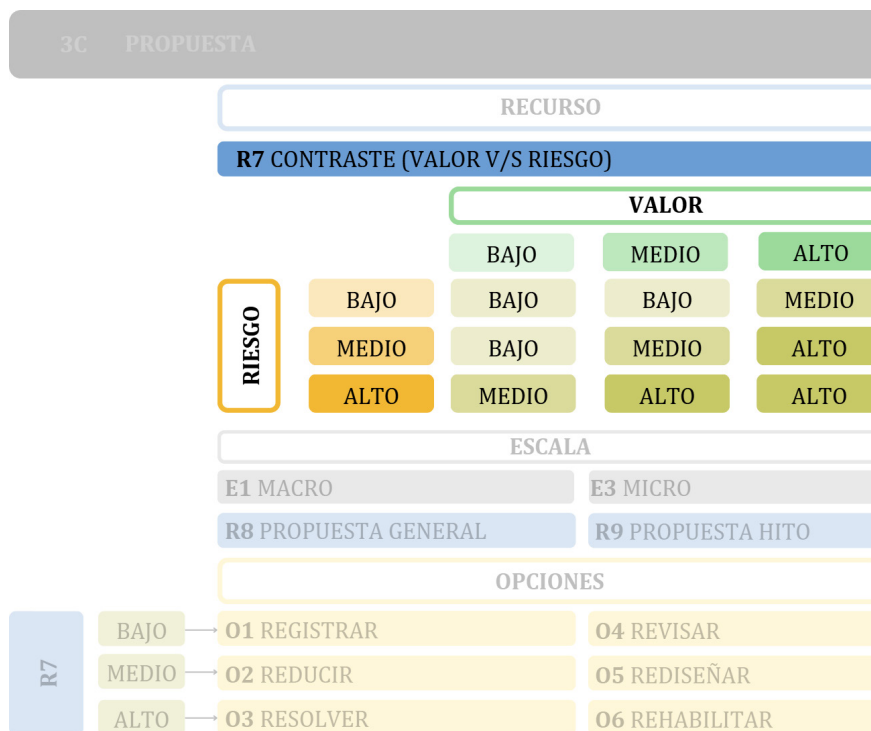 3C PROPUESTA
RECURSO
R7 CONTRASTE (VALOR V/S RIESGO)
VALOR
BAJO MEDIO ALTO
RIESGO
BAJO BAJO BAJO MEDIO
MEDIO BAJO MEDIO ALTO
ALTO MEDIO ALTO ALTO
ESCALA
E1 MACRO E3 MICRO
R8 PROPUESTA GENERAL R9 PROPUESTA HITO
OPCIONES
R7
BAJO O1 REGISTRAR O4 REVISAR
MEDIO O2 REDUCIR O5 REDISEÑAR
ALTO O3 RESOLVER O6 REHABILITAR